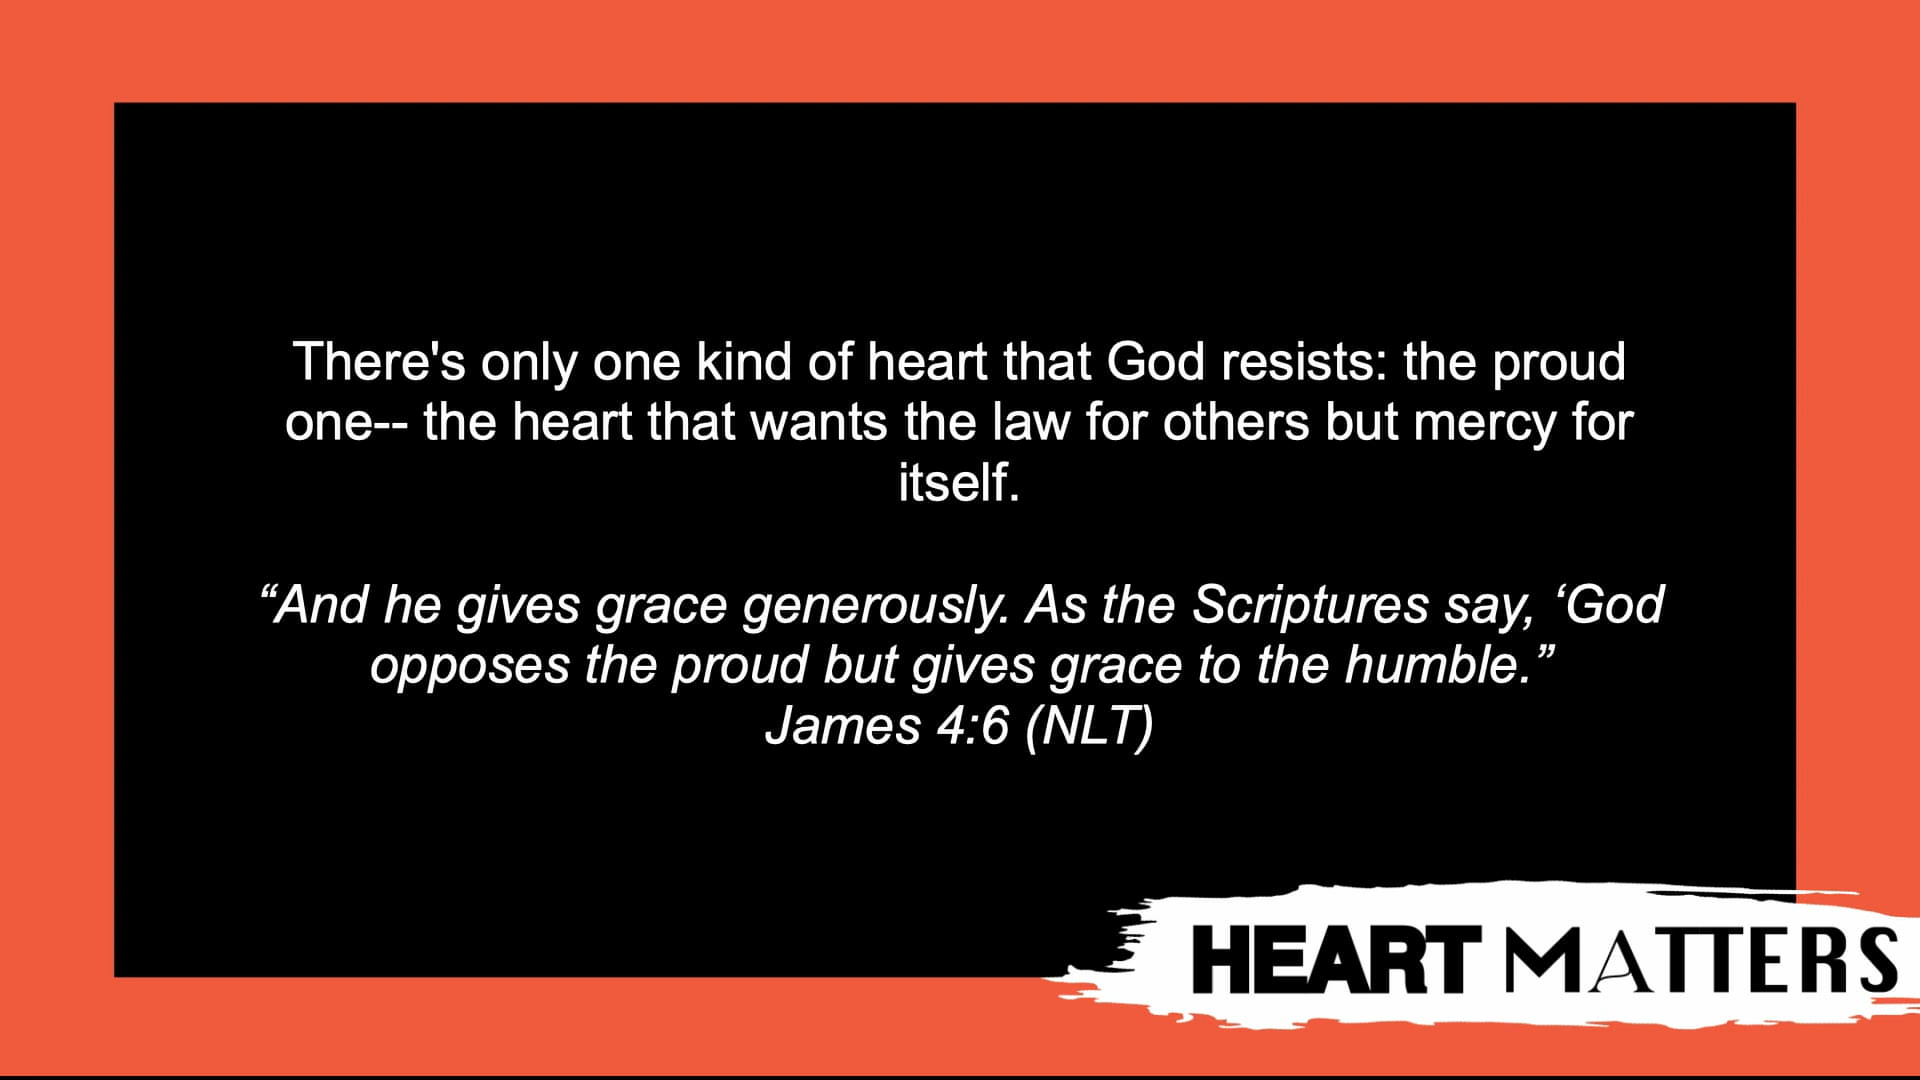 There's only one kind of heart that God resists: the proud
one-- the heart that wants the law for others but mercy for
itself.
“And he gives grace generously. As the Scriptures say, ‘God
opposes the proud but gives grace to the humble.”
James 4:6 (NLT)
HEART MATTERS